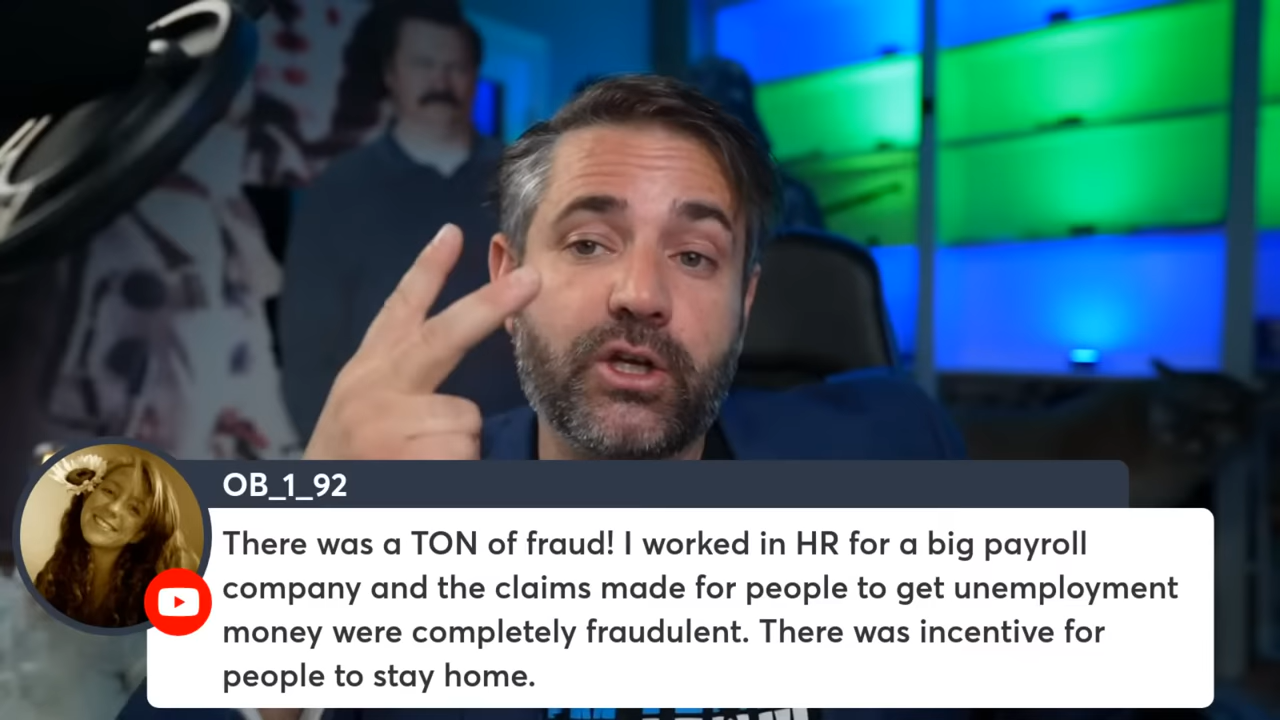 OB_1_92
There was a TON of fraud! I worked in HR for a big payroll
company and the claims made for people to get unemployment
money were completely fraudulent. There was incentive for
people to stay home.